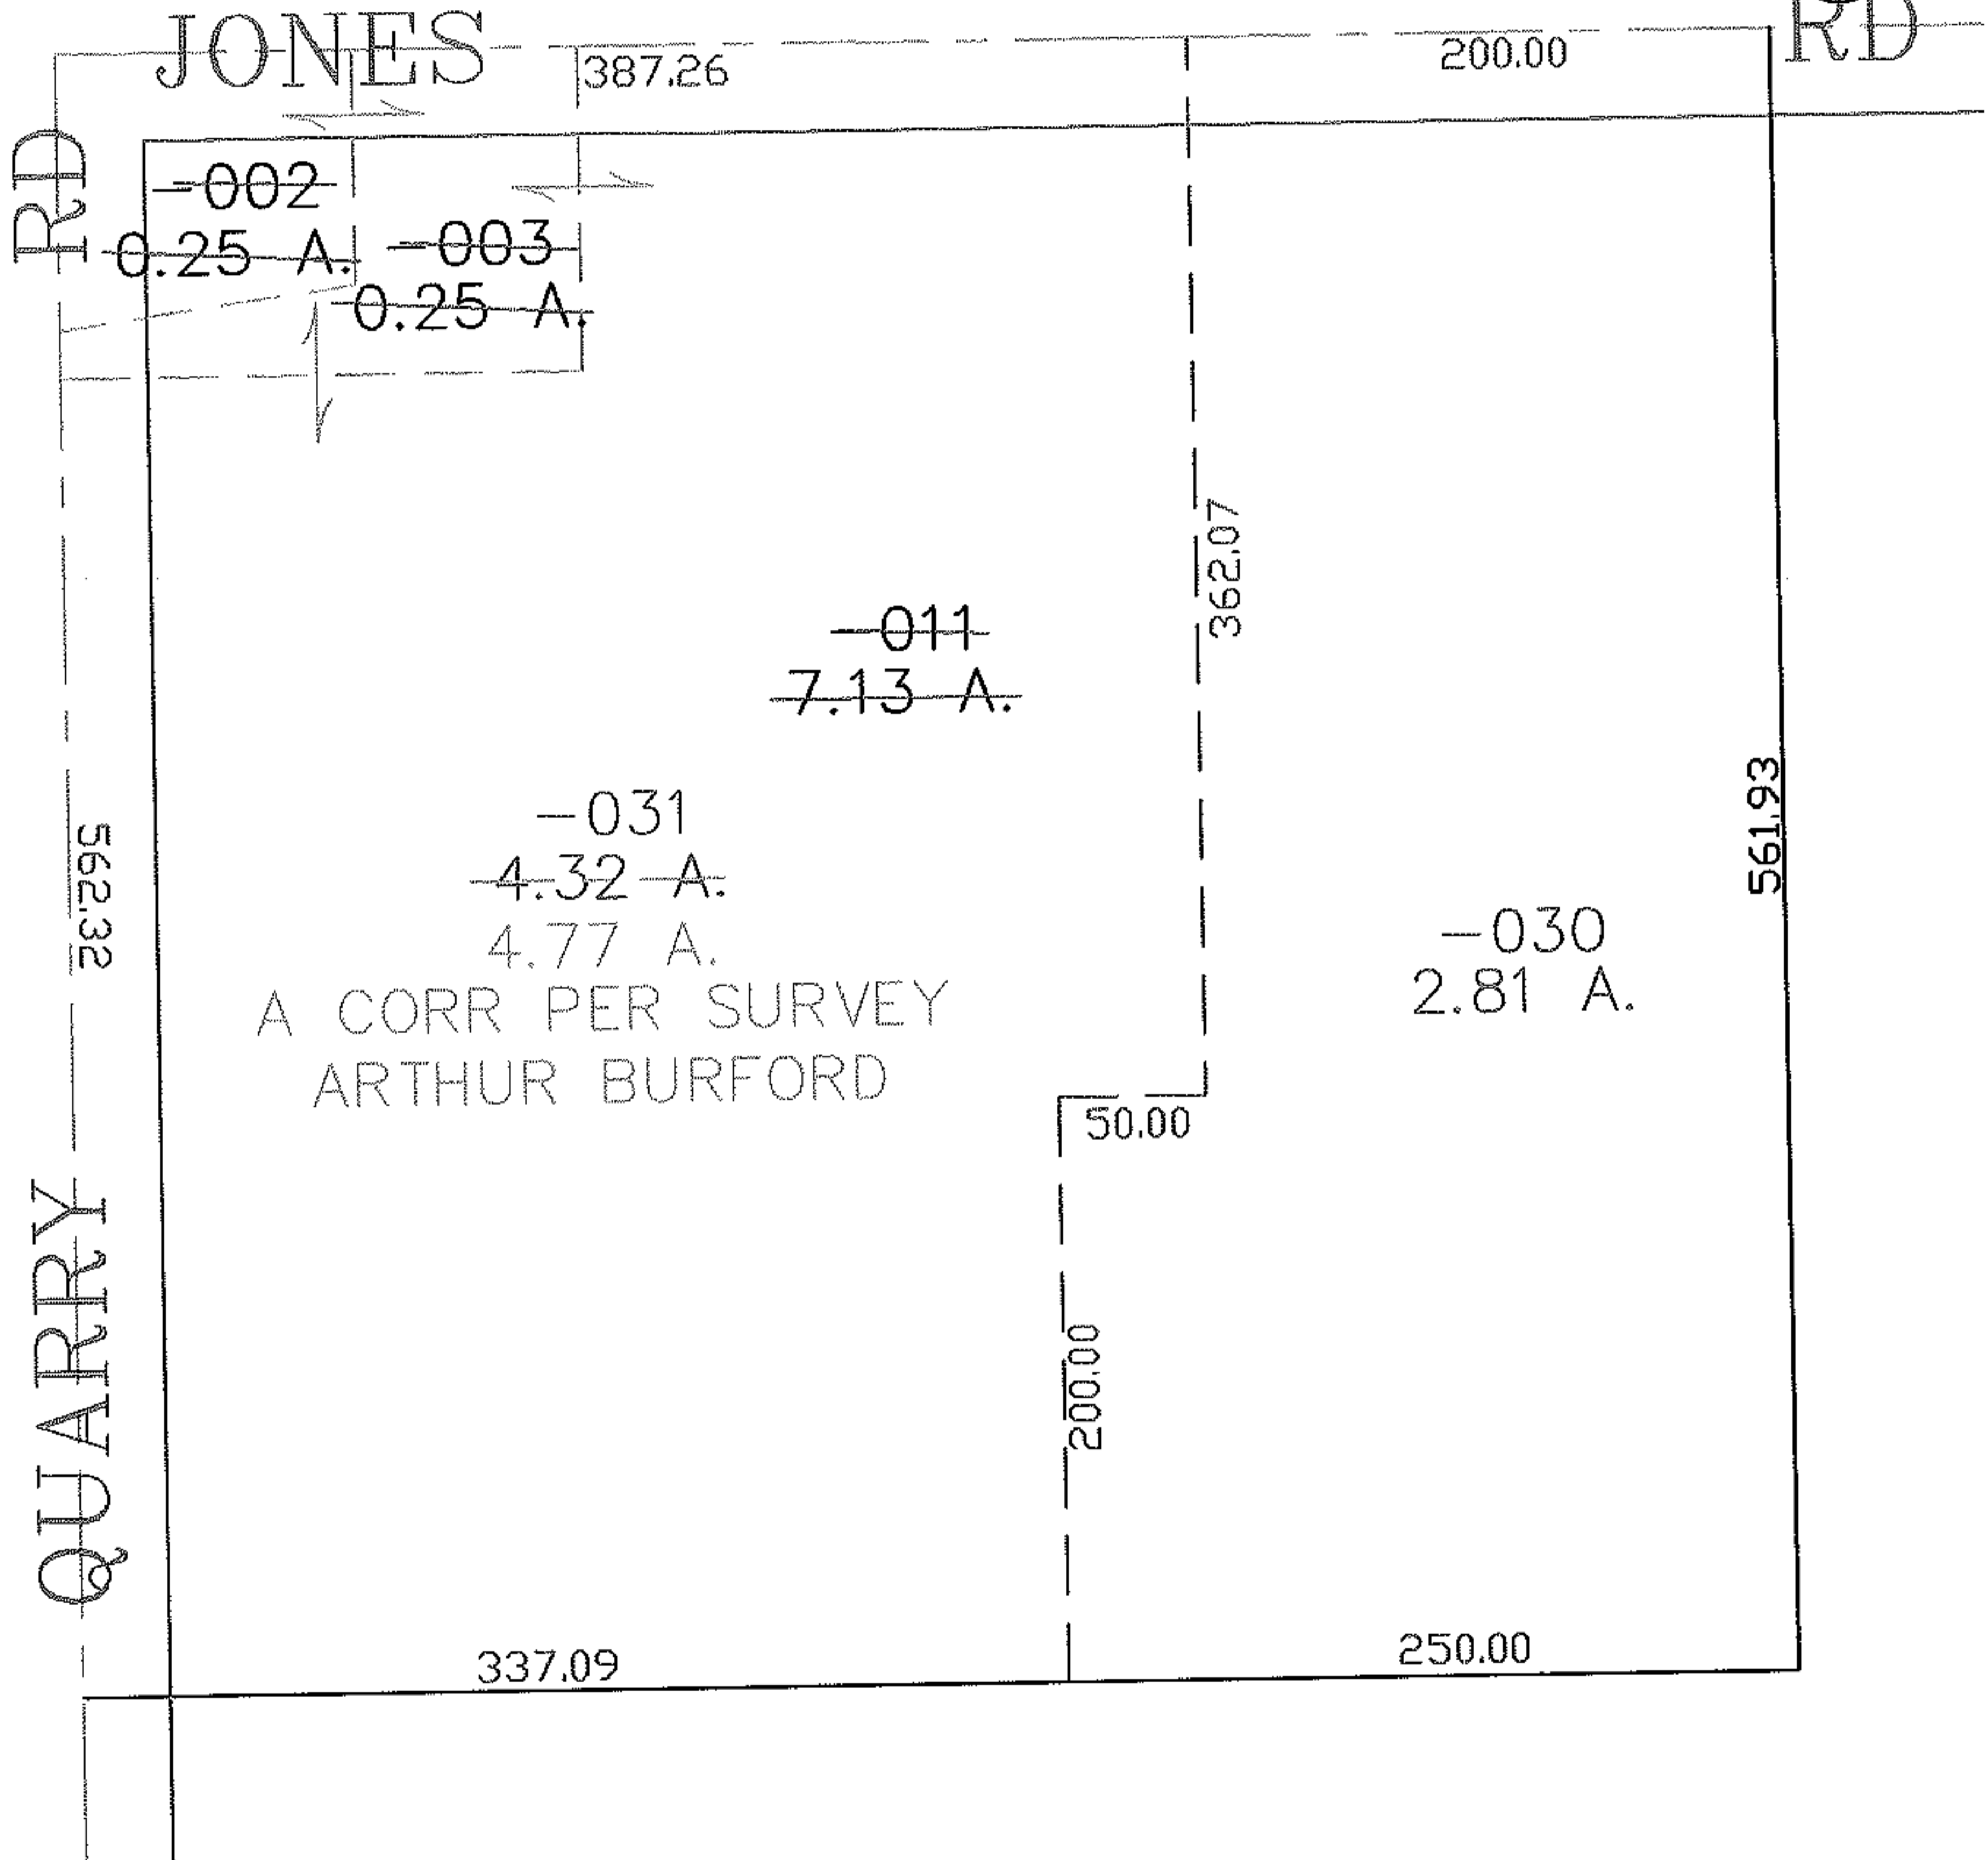 JONES RD
387.26
200.00
QUARRY RD
-002
0.25 A.
-003
0.25 A.
362.07
-011
7.13 A.
-031
4.32 A.
4.77 A.
A CORR PER SURVEY
ARTHUR BURFORD
562.32
561.93
-030
2.81 A.
50.00
200.00
337.09
250.00